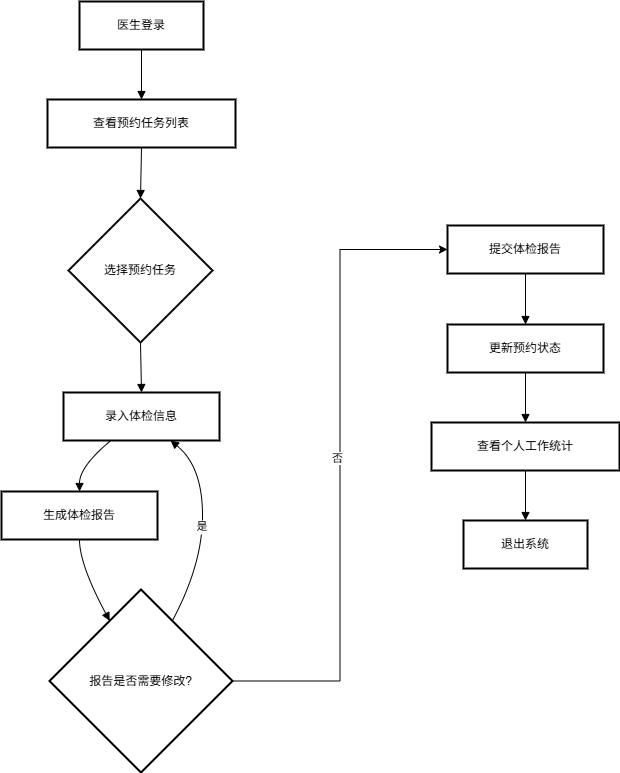 医生登录
查看预约任务列表
选择预约任务
录入体检信息
生成体检报告
是
报告是否需要修改?
否
提交体检报告
更新预约状态
查看个人工作统计
退出系统